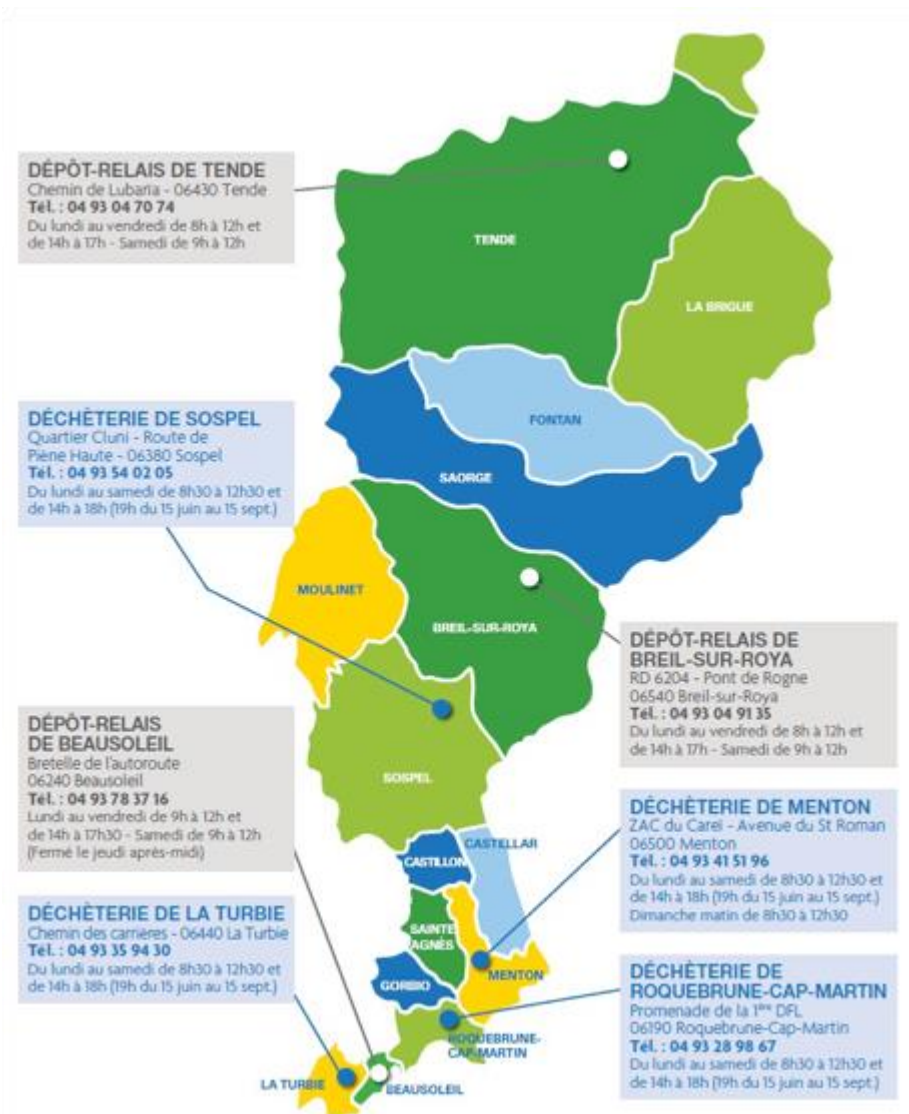 DÉPÔT-RELAIS DE TENDE
Chemin de Lubaria - 06430 Tende
Tél. : 04 93 04 70 74
Du lundi au vendredi de 8h à 12h et
de 14h à 17h - Samedi de 9h à 12h
TENDE
LA BRIGUE
DÉCHÈTERIE DE SOSPEL
Quartier Cluni - Route de
Piène Haute - 06380 Sospel
Tél. : 04 93 54 02 05
Du lundi au samedi de 8h30 à 12h30 et
de 14h à 18h (19h du 15 juin au 15 sept.)
FONTAN
SAORGE
MOULINET
BREIL-SUR-ROYA
DÉPÔT-RELAIS DE
BREIL-SUR-ROYA
RD 6204 - Pont de Rogne
06540 Breil-sur-Roya
Tél. : 04 93 04 91 35
Du lundi au vendredi de 8h à 12h et
de 14h à 17h - Samedi de 9h à 12h
DÉPÔT-RELAIS
DE BEAUSOLEIL
Bretelle de l'autoroute
06240 Beausoleil
Tél. : 04 93 78 37 16
Lundi au vendredi de 9h à 12h et
de 14h à 17h30 - Samedi de 9h à 12h
(Fermé le jeudi après-midi)
SOSPEL
DÉCHÈTERIE DE MENTON
ZAC du Careï - Avenue du St Roman
06500 Menton
Tél. : 04 93 41 51 96
Du lundi au samedi de 8h30 à 12h30 et
de 14h à 18h (19h du 15 juin au 15 sept.)
Dimanche matin de 8h30 à 12h30
CASTELLAR
CASTILLON
DÉCHÈTERIE DE LA TURBIE
Chemin des carrières - 06440 La Turbie
Tél. : 04 93 35 94 30
Du lundi au samedi de 8h30 à 12h30 et
de 14h à 18h (19h du 15 juin au 15 sept.)
SAINTE
AGNÈS
MENTON
GORBIO
DÉCHÈTERIE DE
ROQUEBRUNE-CAP-MARTIN
Promenade de la 1ère DFL
06190 Roquebrune-Cap-Martin
Tél. : 04 93 28 98 67
Du lundi au samedi de 8h30 à 12h30 et
de 14h à 18h (19h du 15 juin au 15 sept.)
ROQUEBRUNE-
CAP-MARTIN
LA TURBIE
BEAUSOLEIL